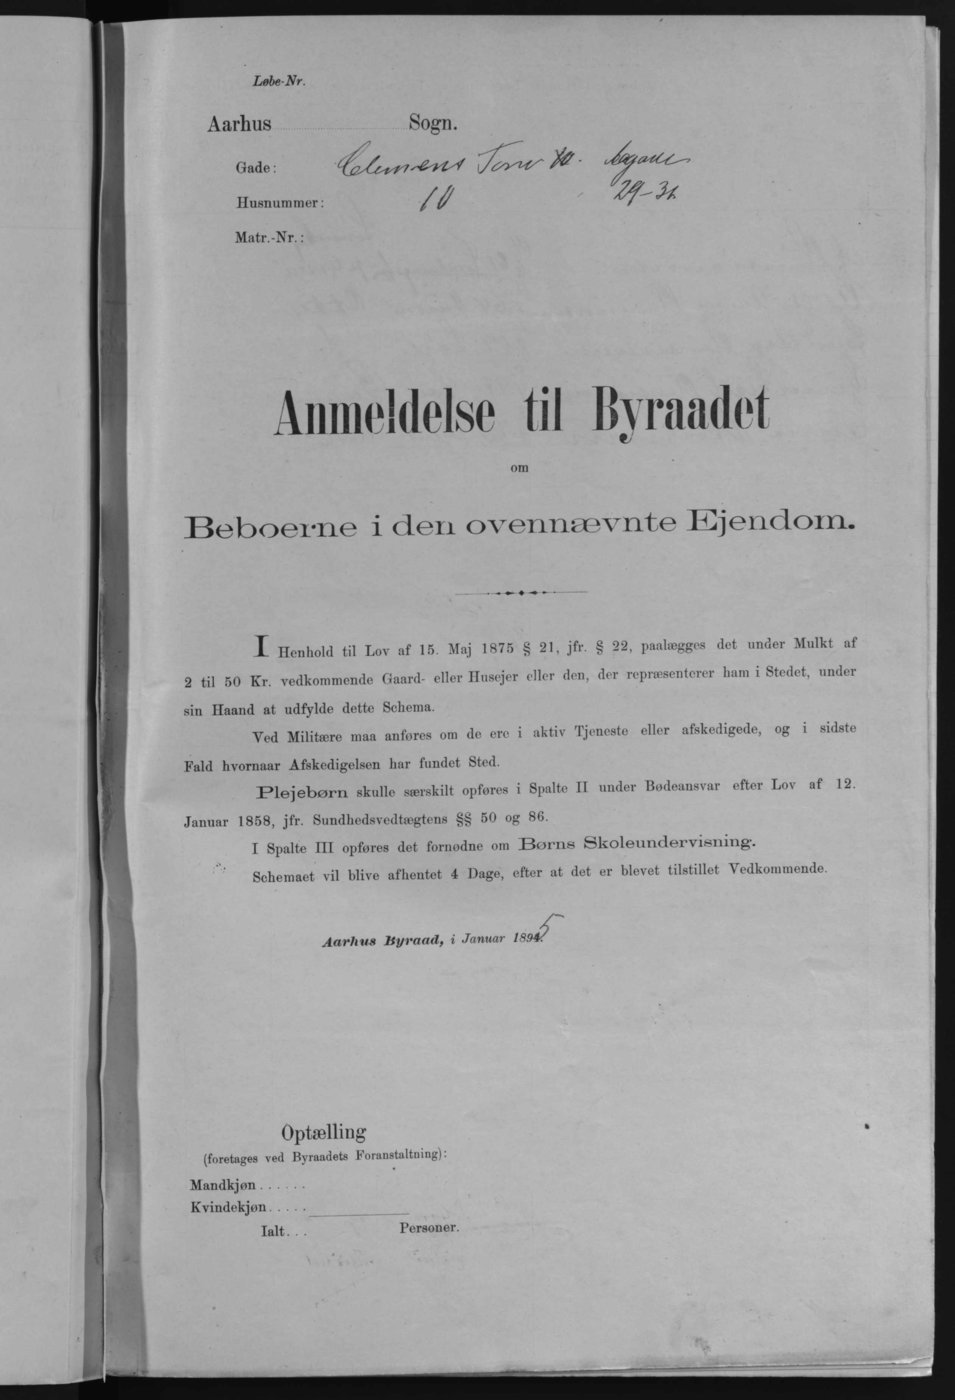 Løbe-Nr.
Aarhus Sogn.
Gade: Clemens Torv 10. Aagade
Husnummer: 10 29-31
Matr.-Nr.:
Anmeldelse til Byraadet
om
Beboerne i den ovennævnte Ejendom.
I Henhold til Lov af 15. Maj 1875 § 21, jfr. § 22, paalægges det under Mulkt af
2 til 50 Kr. vedkommende Gaard- eller Husejer eller den, der repræsenterer ham i Stedet, under
sin Haand at udfylde dette Schema.
Ved Militære maa anføres om de ere i aktiv Tjeneste eller afskedigede, og i sidste
Fald hvornaar Afskedigelsen har fundet Sted.
Plejebørn skulle særskilt opføres i Spalte II under Bødeansvar efter Lov af 12.
Januar 1858, jfr. Sundhedsvedtægtens §§ 50 og 86.
I Spalte III opføres det fornødne om Børns Skoleundervisning.
Schemaet vil blive afhentet 4 Dage, efter at det er blevet tilstillet Vedkommende.
Aarhus Byraad, i Januar 1894. 5
Optælling
(foretages ved Byraadets Foranstaltning):
Mandkjøn . . . . . .
Kvindekjøn . . . . .
Ialt . . . Personer.